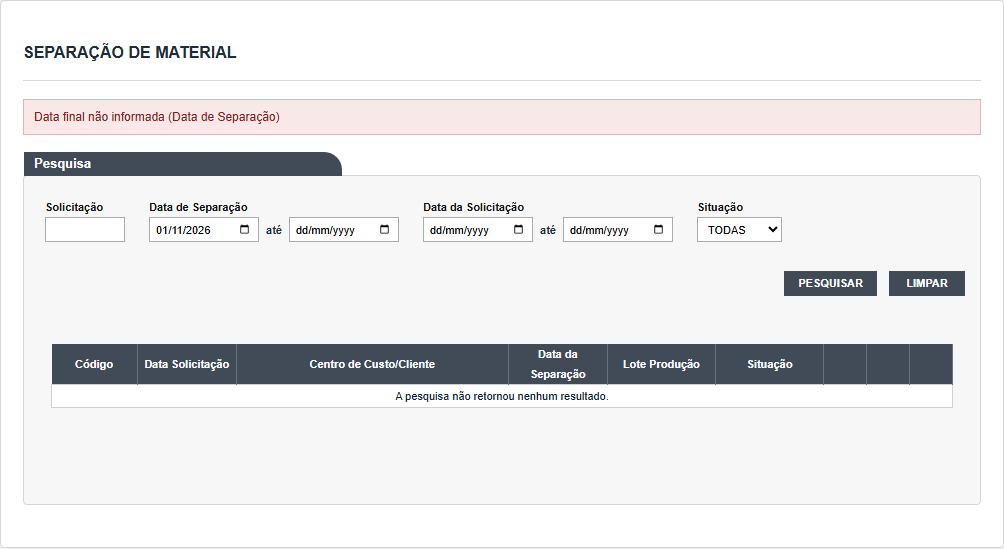 SEPARAÇÃO DE MATERIAL
Data final não informada (Data de Separação)
Pesquisa
Solicitação Data de Separação Data da Solicitação Situação
01/11/2026 até dd/mm/yyyy dd/mm/yyyy até dd/mm/yyyy TODAS
PESQUISAR LIMPAR
Código Data Solicitação Centro de Custo/Cliente Data da Separação Lote Produção Situação
A pesquisa não retornou nenhum resultado.